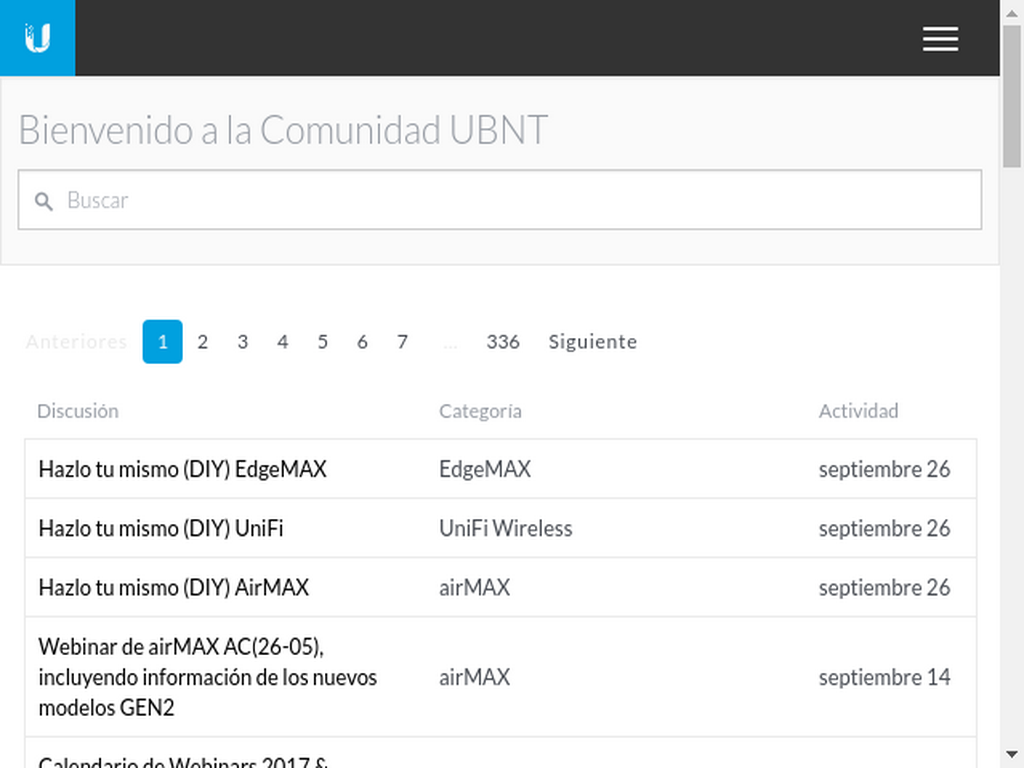 Bienvenido a la Comunidad UBNT
Buscar
Anteriores 1 2 3 4 5 6 7 ... 336 Siguiente
Discusión Categoría Actividad
Hazlo tu mismo (DIY) EdgeMAX EdgeMAX septiembre 26
Hazlo tu mismo (DIY) UniFi UniFi Wireless septiembre 26
Hazlo tu mismo (DIY) AirMAX airMAX septiembre 26
Webinar de airMAX AC(26-05),
incluyendo información de los nuevos airMAX septiembre 14
modelos GEN2
Calendario de Webinars 2017 &